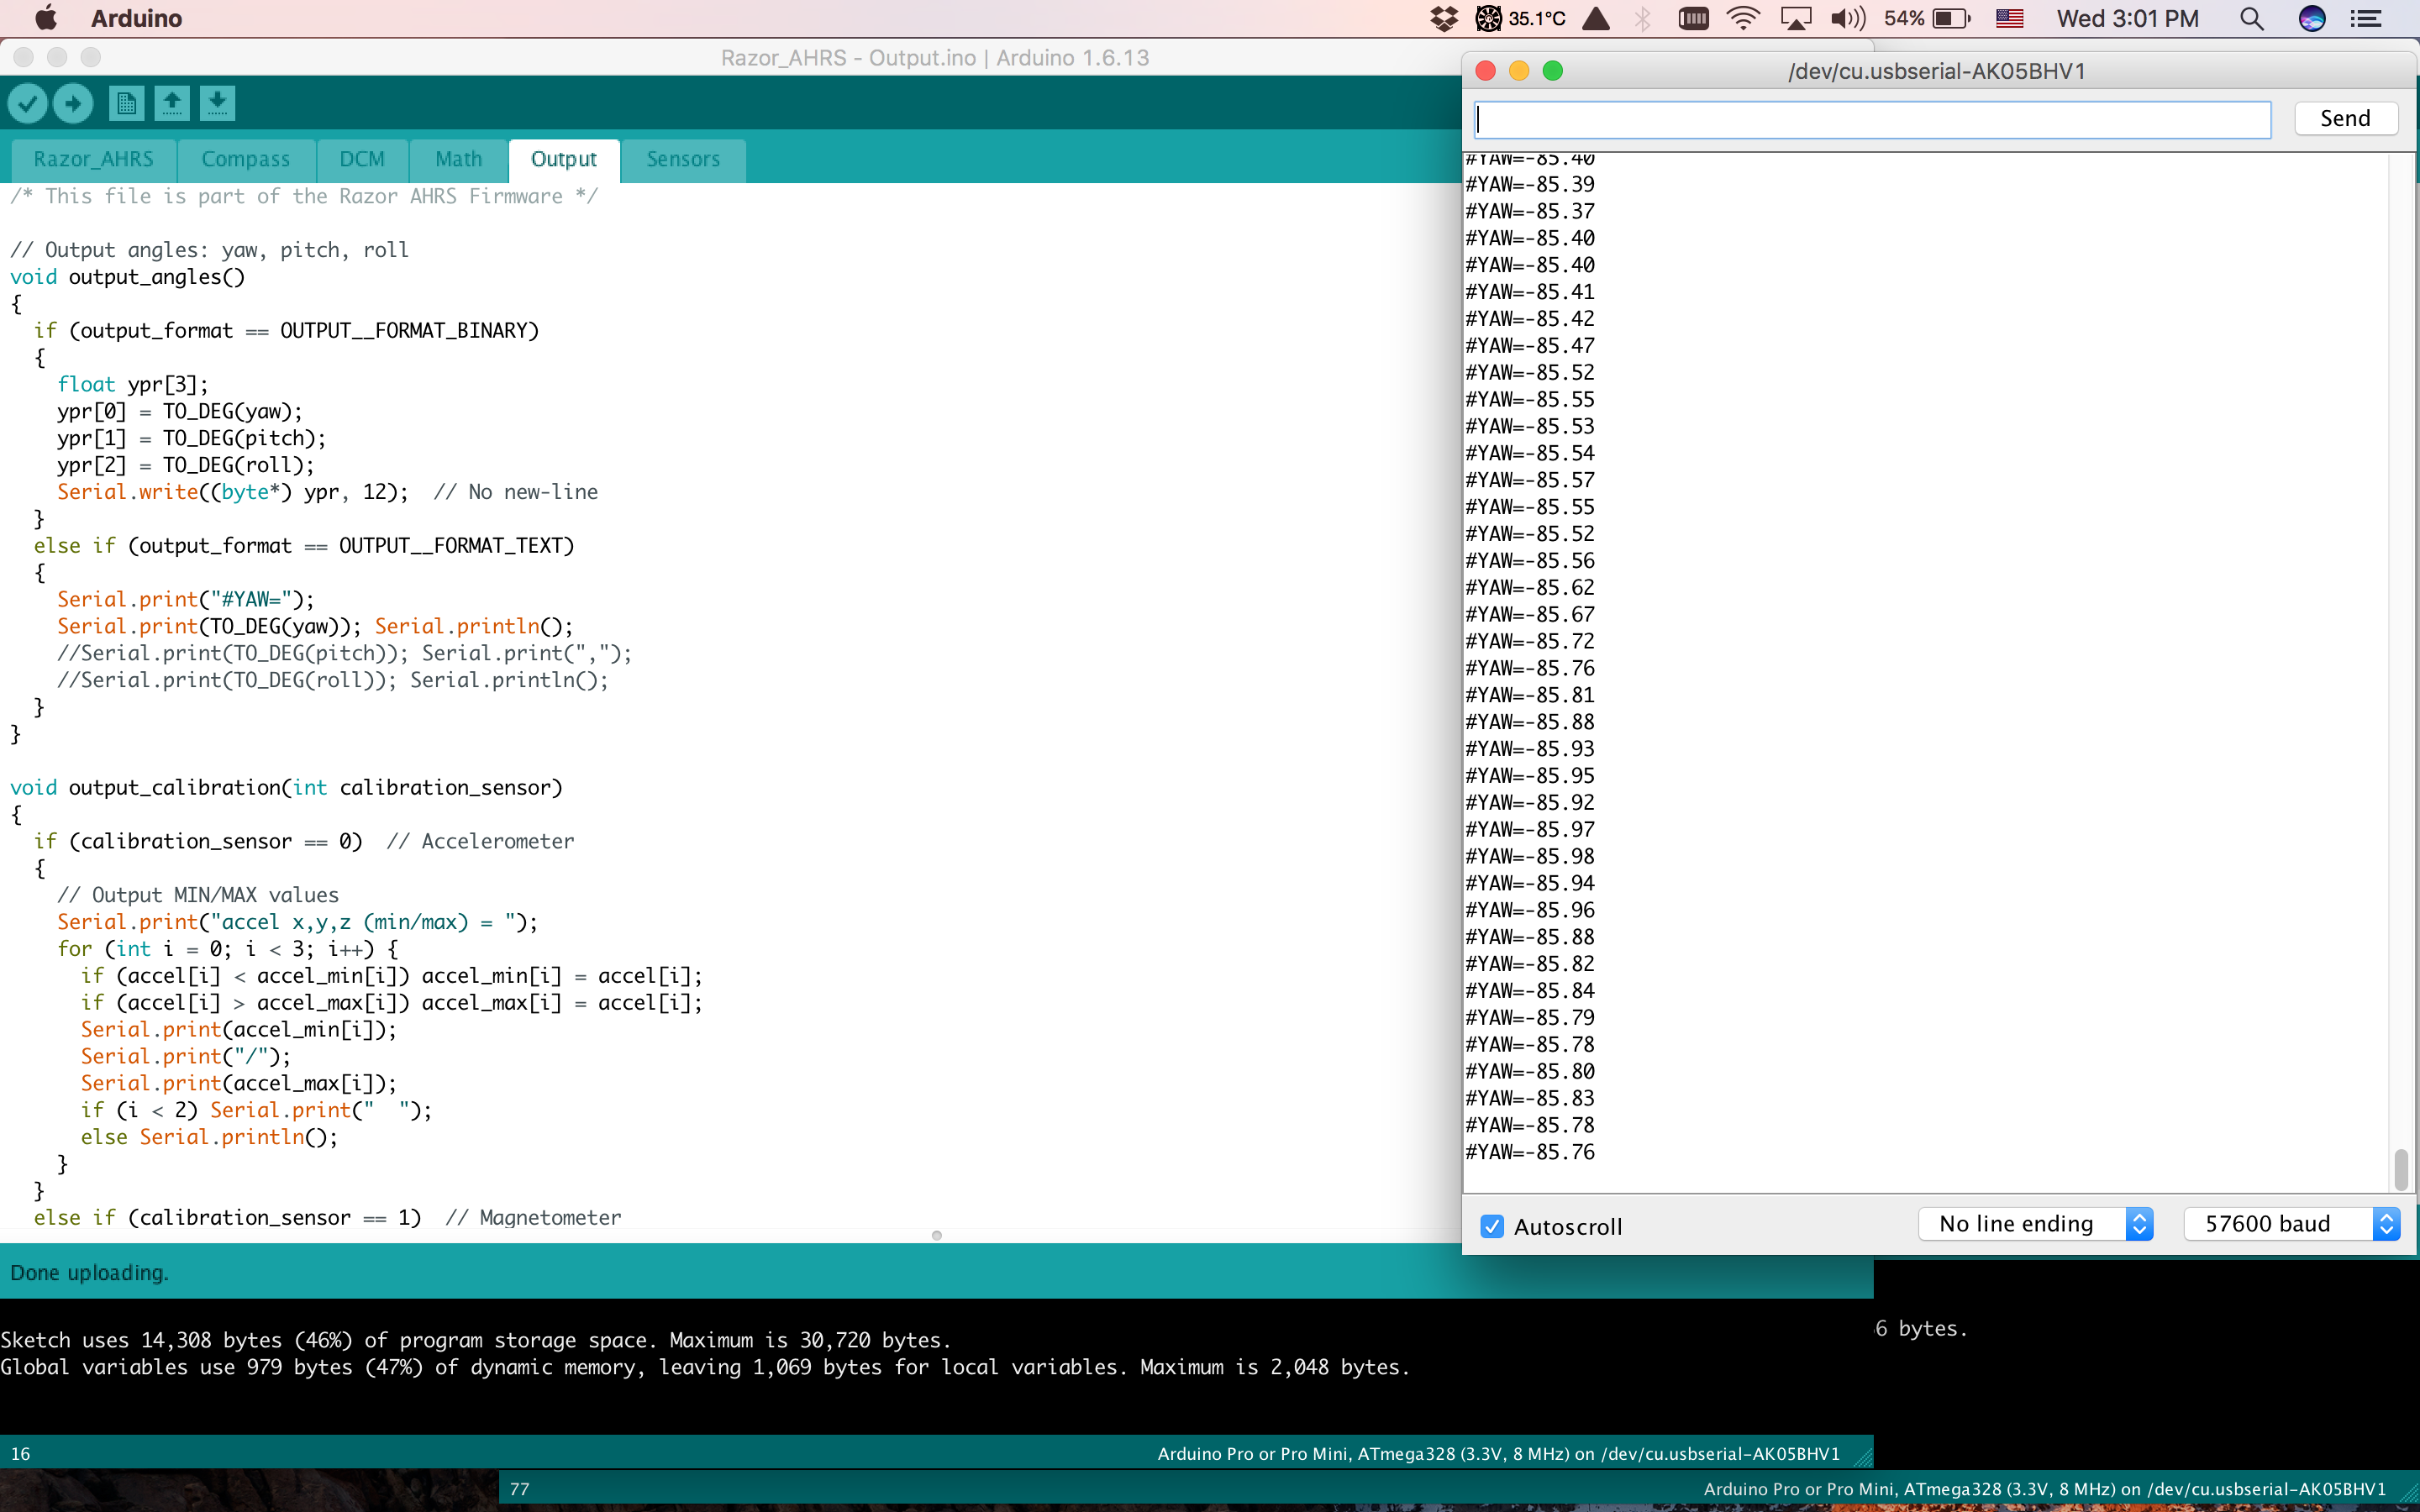 Arduino
35.1°C
54%
Wed 3:01 PM
Razor_AHRS - Output.ino | Arduino 1.6.13
Razor_AHRS
Compass
DCM
Math
Output
Sensors
/* This file is part of the Razor AHRS Firmware */
// Output angles: yaw, pitch, roll
void output_angles()
{
  if (output_format == OUTPUT__FORMAT_BINARY)
  {
    float ypr[3];
    ypr[0] = TO_DEG(yaw);
    ypr[1] = TO_DEG(pitch);
    ypr[2] = TO_DEG(roll);
    Serial.write((byte*) ypr, 12);  // No new-line
  }
  else if (output_format == OUTPUT__FORMAT_TEXT)
  {
    Serial.print("#YAW=");
    Serial.print(TO_DEG(yaw)); Serial.println();
    //Serial.print(TO_DEG(pitch)); Serial.print(",");
    //Serial.print(TO_DEG(roll)); Serial.println();
  }
}
void output_calibration(int calibration_sensor)
{
  if (calibration_sensor == 0)  // Accelerometer
  {
    // Output MIN/MAX values
    Serial.print("accel x,y,z (min/max) = ");
    for (int i = 0; i < 3; i++) {
      if (accel[i] < accel_min[i]) accel_min[i] = accel[i];
      if (accel[i] > accel_max[i]) accel_max[i] = accel[i];
      Serial.print(accel_min[i]);
      Serial.print("/");
      Serial.print(accel_max[i]);
      if (i < 2) Serial.print("  ");
      else Serial.println();
    }
  }
  else if (calibration_sensor == 1)  // Magnetometer
Done uploading.
Sketch uses 14,308 bytes (46%) of program storage space. Maximum is 30,720 bytes.
Global variables use 979 bytes (47%) of dynamic memory, leaving 1,069 bytes for local variables. Maximum is 2,048 bytes.
16
Arduino Pro or Pro Mini, ATmega328 (3.3V, 8 MHz) on /dev/cu.usbserial-AK05BHV1
/dev/cu.usbserial-AK05BHV1
Send
#YAW=-85.40
#YAW=-85.39
#YAW=-85.37
#YAW=-85.40
#YAW=-85.40
#YAW=-85.41
#YAW=-85.42
#YAW=-85.47
#YAW=-85.52
#YAW=-85.55
#YAW=-85.53
#YAW=-85.54
#YAW=-85.57
#YAW=-85.55
#YAW=-85.52
#YAW=-85.56
#YAW=-85.62
#YAW=-85.67
#YAW=-85.72
#YAW=-85.76
#YAW=-85.81
#YAW=-85.88
#YAW=-85.93
#YAW=-85.95
#YAW=-85.92
#YAW=-85.97
#YAW=-85.98
#YAW=-85.94
#YAW=-85.96
#YAW=-85.88
#YAW=-85.82
#YAW=-85.84
#YAW=-85.79
#YAW=-85.78
#YAW=-85.80
#YAW=-85.83
#YAW=-85.78
#YAW=-85.76
Autoscroll
No line ending
57600 baud
6 bytes.
77
Arduino Pro or Pro Mini, ATmega328 (3.3V, 8 MHz) on /dev/cu.usbserial-AK05BHV1